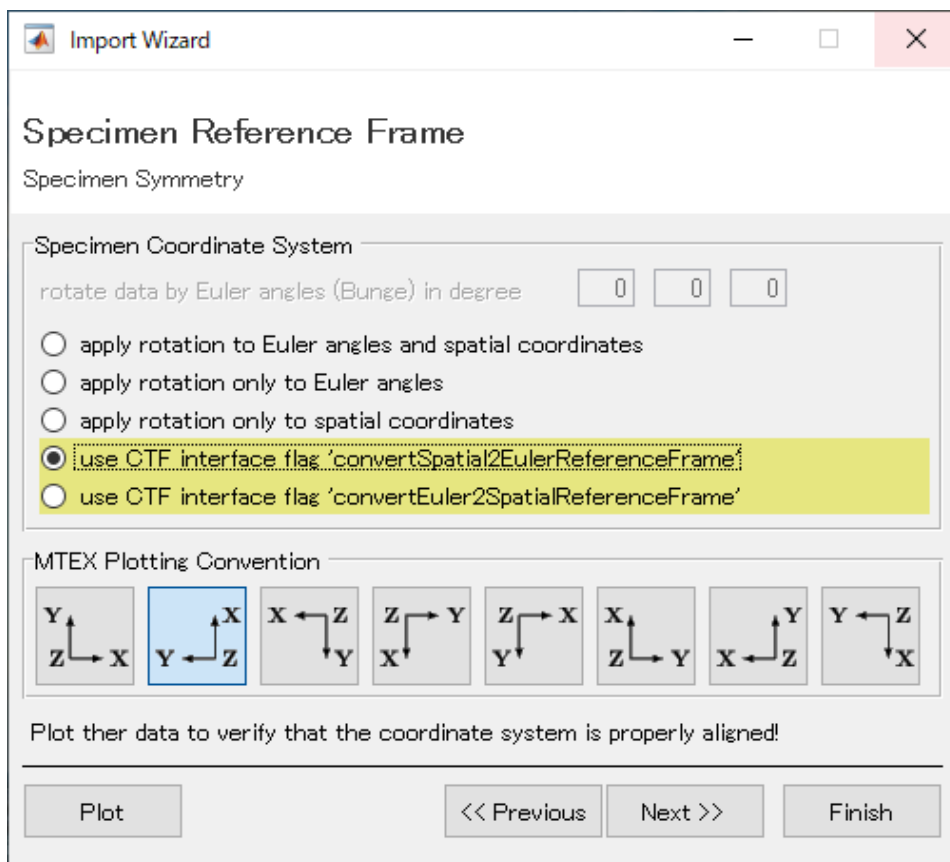 Import Wizard
Specimen Reference Frame
Specimen Symmetry
Specimen Coordinate System
rotate data by Euler angles (Bunge) in degree 0 0 0
apply rotation to Euler angles and spatial coordinates
apply rotation only to Euler angles
apply rotation only to spatial coordinates
use CTF interface flag 'convertSpatial2EulerReferenceFrame'
use CTF interface flag 'convertEuler2SpatialReferenceFrame'
MTEX Plotting Convention
Y X X Z Z Y Z X X Y Y Z
Z X Y Z Y X Y Z Y X Z X
Plot ther data to verify that the coordinate system is properly aligned!
Plot << Previous Next >> Finish